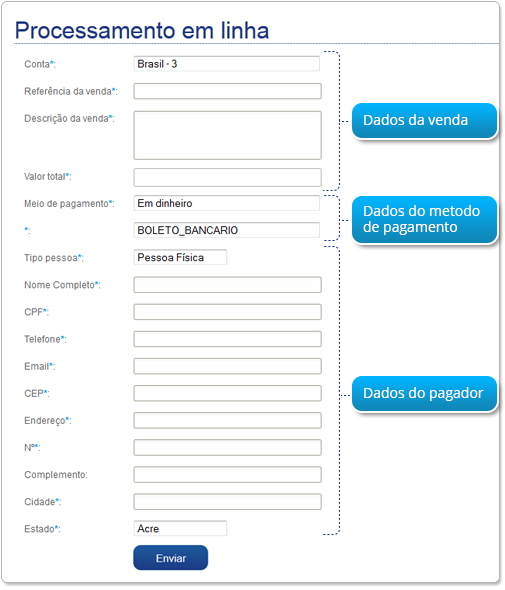 Processamento em linha
Conta*: Brasil - 3
Referência da venda*:
Descrição da venda*:
Dados da venda
Valor total*:
Meio de pagamento*: Em dinheiro
Dados do metodo
de pagamento
*: BOLETO_BANCARIO
Tipo pessoa*: Pessoa Física
Nome Completo*:
CPF*:
Telefone*:
Email*:
CEP*:
Dados do pagador
Endereço*:
Nº*:
Complemento:
Cidade*:
Estado*: Acre
Enviar